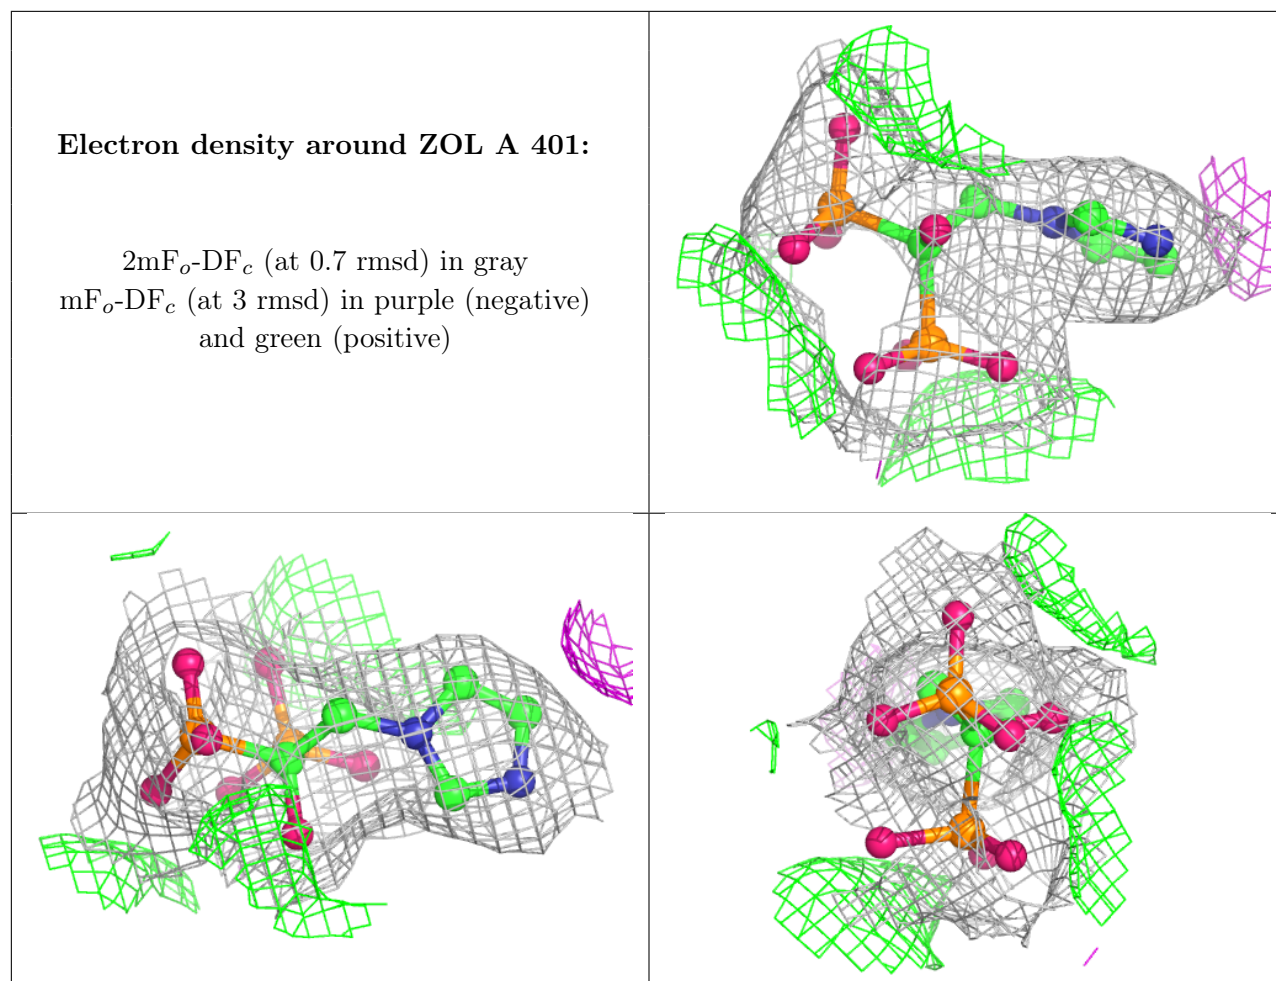 Electron density around ZOL A 401:
2mFₒ-DF𝒸 (at 0.7 rmsd) in gray
mFₒ-DF𝒸 (at 3 rmsd) in purple (negative)
and green (positive)